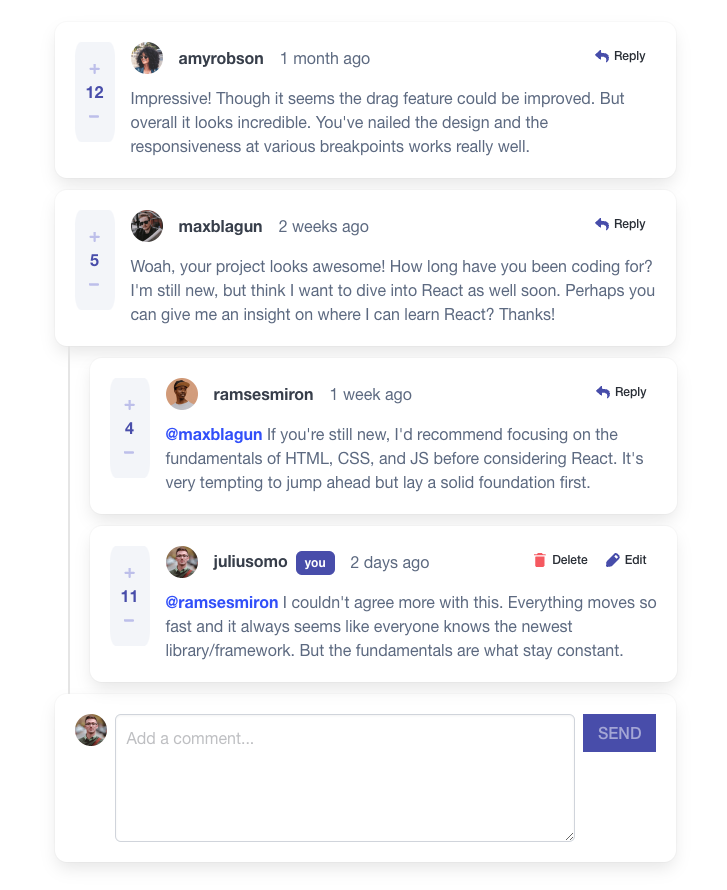 amyrobson 1 month ago Reply
+
12
−
Impressive! Though it seems the drag feature could be improved. But
overall it looks incredible. You've nailed the design and the
responsiveness at various breakpoints works really well.
maxblagun 2 weeks ago Reply
+
5
−
Woah, your project looks awesome! How long have you been coding for?
I'm still new, but think I want to dive into React as well soon. Perhaps you
can give me an insight on where I can learn React? Thanks!
ramsesmiron 1 week ago Reply
+
4
−
@maxblagun If you're still new, I'd recommend focusing on the
fundamentals of HTML, CSS, and JS before considering React. It's
very tempting to jump ahead but lay a solid foundation first.
juliusomo you 2 days ago Delete Edit
+
11
−
@ramsesmiron I couldn't agree more with this. Everything moves so
fast and it always seems like everyone knows the newest
library/framework. But the fundamentals are what stay constant.
Add a comment... SEND